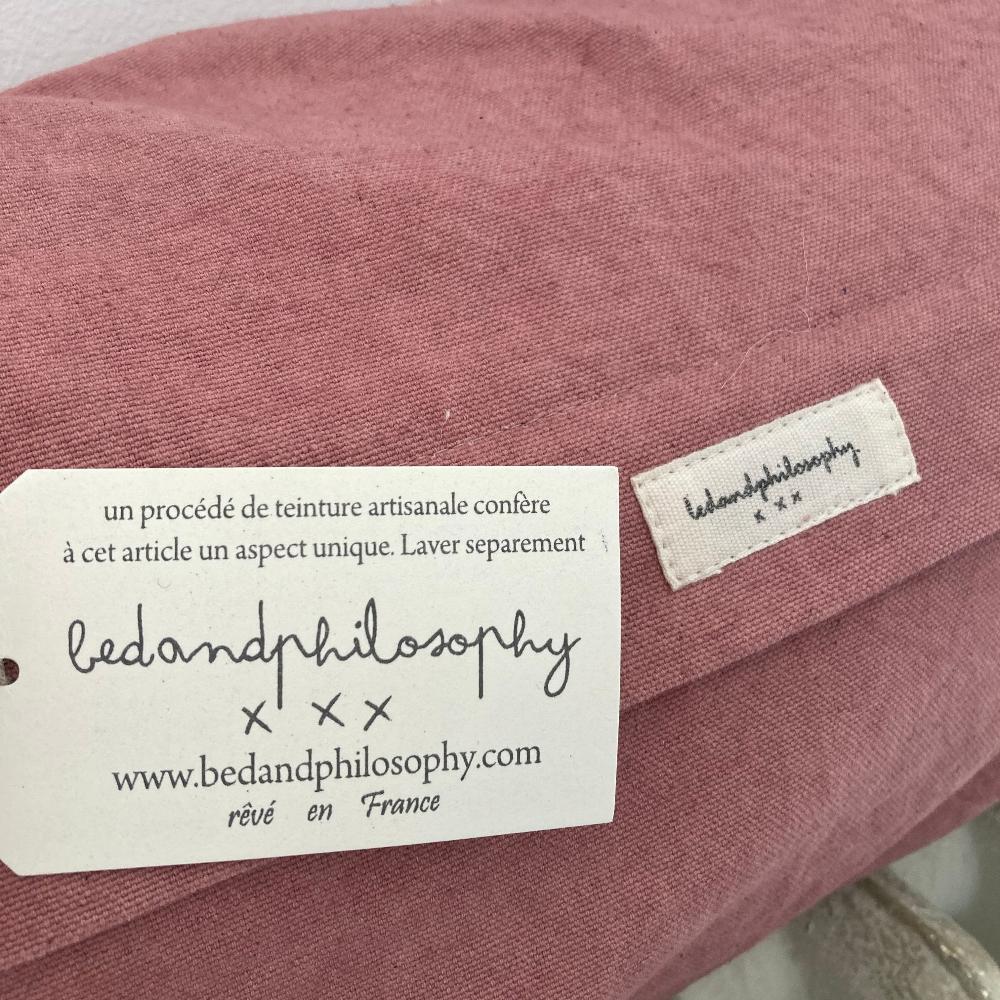 un procédé de teinture artisanale confère
à cet article un aspect unique. Laver separement
bedandphilosophy
x x x
www.bedandphilosophy.com
rêvé en France
bedandphilosophy
x x x